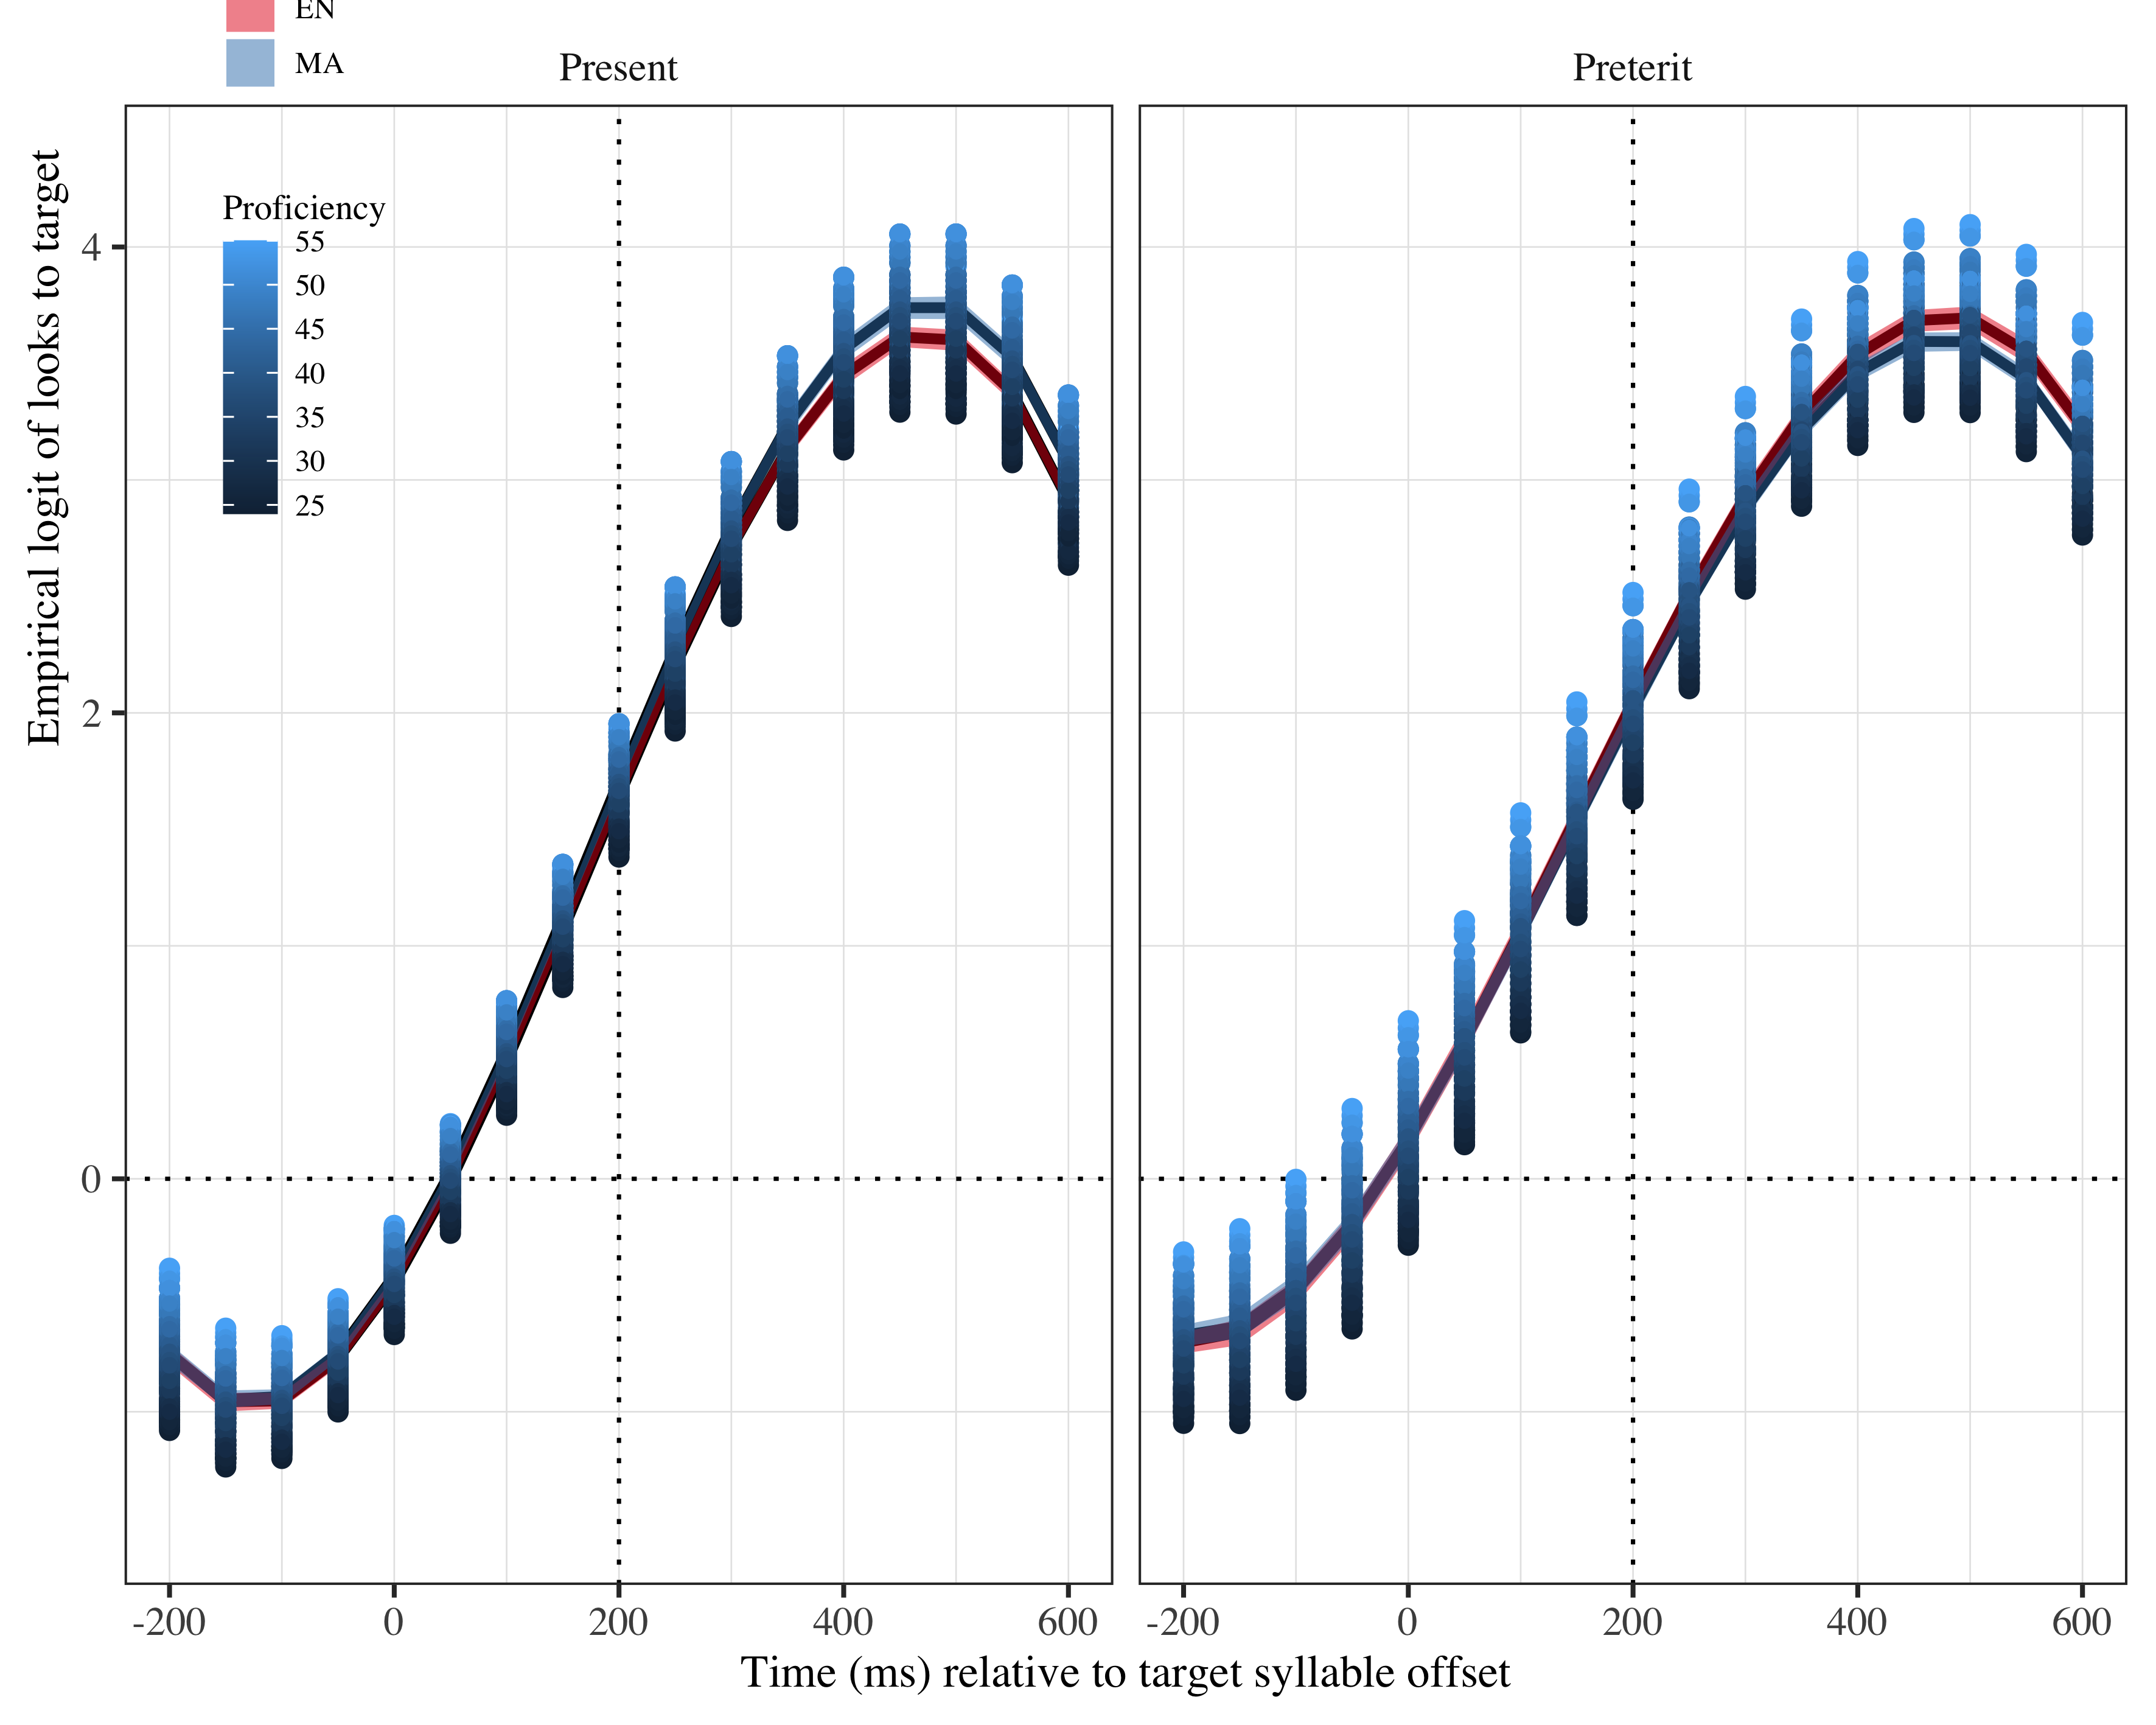 EN
MA
Present
Preterit
Empirical logit of looks to target
Proficiency
55
50
45
40
35
30
25
4
2
0
-200 0 200 400 600
-200 0 200 400 600
Time (ms) relative to target syllable offset